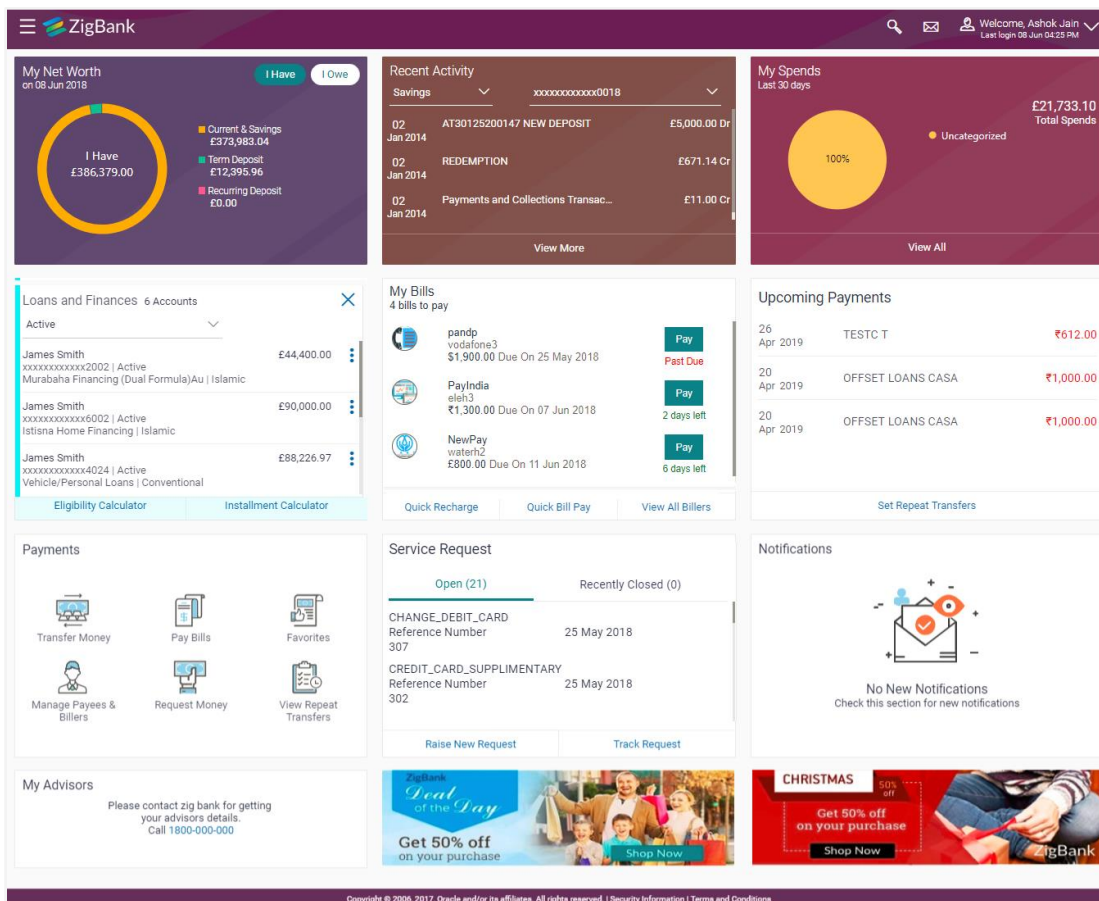 ZigBank
Welcome, Ashok Jain
Last login 08 Jun 04:25 PM
My Net Worth
on 08 Jun 2018
I Have
I Owe
I Have
£386,379.00
Current & Savings
£373,983.04
Term Deposit
£12,395.96
Recurring Deposit
£0.00
Recent Activity
Savings
xxxxxxxxxxxx0018
02 AT30125200147 NEW DEPOSIT £5,000.00 Dr
Jan 2014
02 REDEMPTION £671.14 Cr
Jan 2014
02 Payments and Collections Transac... £11.00 Cr
Jan 2014
View More
My Spends
Last 30 days
£21,733.10
Total Spends
100%
Uncategorized
View All
Loans and Finances 6 Accounts
Active
James Smith £44,400.00
xxxxxxxxxxxx2002 | Active
Murabaha Financing (Dual Formula)Au | Islamic
James Smith £90,000.00
xxxxxxxxxxxx6002 | Active
Istisna Home Financing | Islamic
James Smith £88,226.97
xxxxxxxxxxxx4024 | Active
Vehicle/Personal Loans | Conventional
Eligibility Calculator Installment Calculator
My Bills
4 bills to pay
pandp
vodafone3
$1,900.00 Due On 25 May 2018
Pay
Past Due
PayIndia
eleh3
₹1,300.00 Due On 07 Jun 2018
Pay
2 days left
NewPay
waterh2
£800.00 Due On 11 Jun 2018
Pay
6 days left
Quick Recharge Quick Bill Pay View All Billers
Upcoming Payments
26 TESTC T ₹612.00
Apr 2019
20 OFFSET LOANS CASA ₹1,000.00
Apr 2019
20 OFFSET LOANS CASA ₹1,000.00
Apr 2019
Set Repeat Transfers
Payments
Transfer Money
Pay Bills
Favorites
Manage Payees &
Billers
Request Money
View Repeat
Transfers
Service Request
Open (21) Recently Closed (0)
CHANGE_DEBIT_CARD
Reference Number 25 May 2018
307
CREDIT_CARD_SUPPLIMENTARY
Reference Number 25 May 2018
302
Raise New Request Track Request
Notifications
No New Notifications
Check this section for new notifications
My Advisors
Please contact zig bank for getting
your advisors details.
Call 1800-000-000
ZigBank
Deal
of the Day
Get 50% off
on your purchase
Shop Now
CHRISTMAS
50%
off
Get 50% off
on your purchase
Shop Now
ZigBank
Copyright © 2006, 2017, Oracle and/or its affiliates. All rights reserved. | Security Information | Terms and Conditions